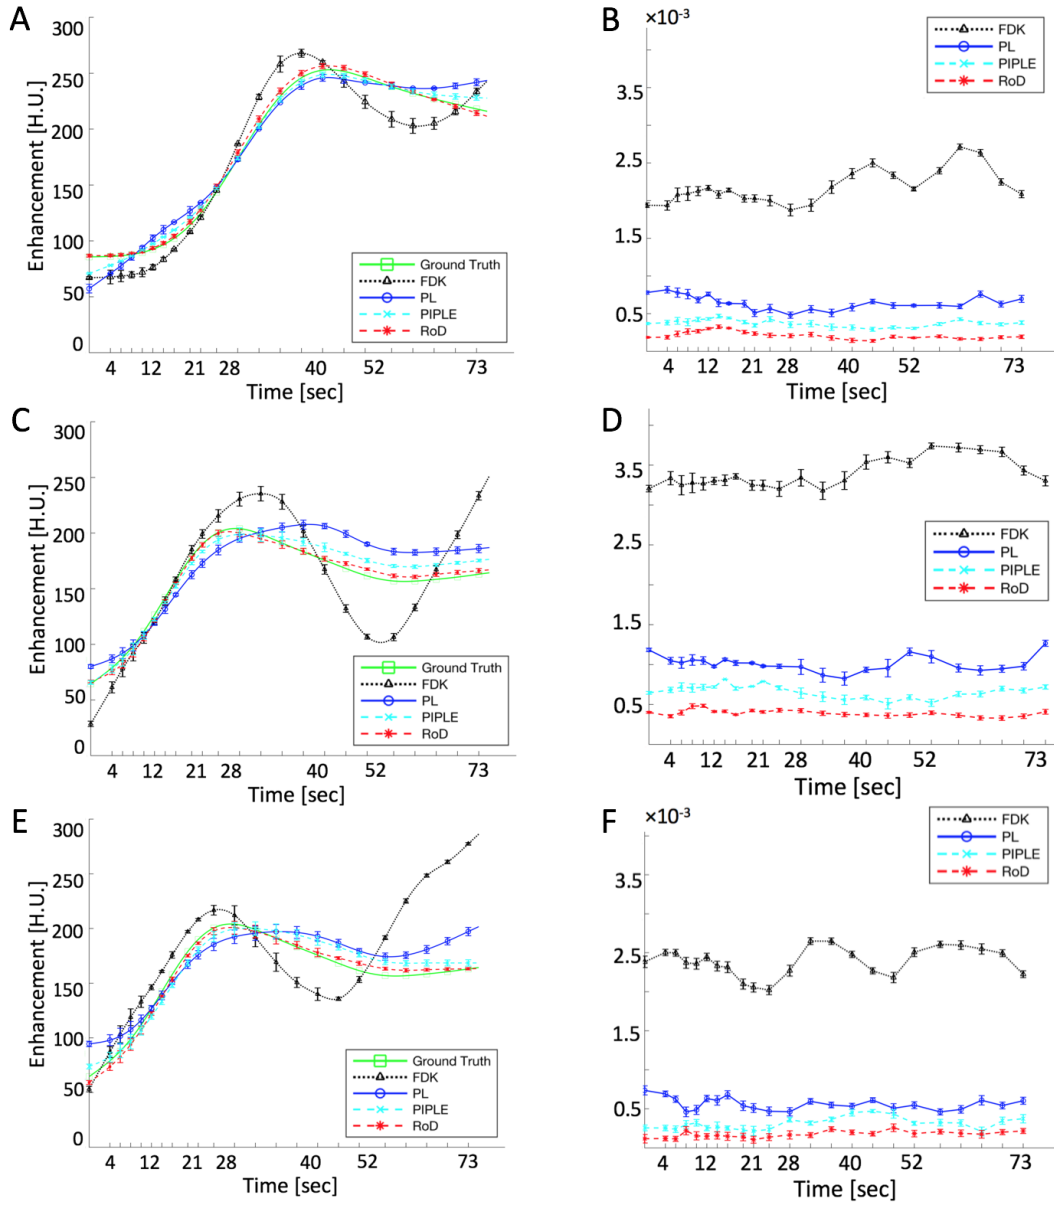 A
300
250
200
150
100
50
0
Enhancement [H.U.]
Ground Truth
FDK
PL
PIPLE
RoD
4 12 21 28 40 52 73
Time [sec]
B
×10-3
3.5
2.5
1.5
0.5
FDK
PL
PIPLE
RoD
4 12 21 28 40 52 73
Time [sec]
C
300
250
200
150
100
50
0
Enhancement [H.U.]
Ground Truth
FDK
PL
PIPLE
RoD
4 12 21 28 40 52 73
Time [sec]
D
3.5
2.5
1.5
0.5
FDK
PL
PIPLE
RoD
4 12 21 28 40 52 73
Time [sec]
E
300
250
200
150
100
50
0
Enhancement [H.U.]
Ground Truth
FDK
PL
PIPLE
RoD
4 12 21 28 40 52 73
Time [sec]
F
×10-3
3.5
2.5
1.5
0.5
FDK
PL
PIPLE
RoD
4 12 21 28 40 52 73
Time [sec]